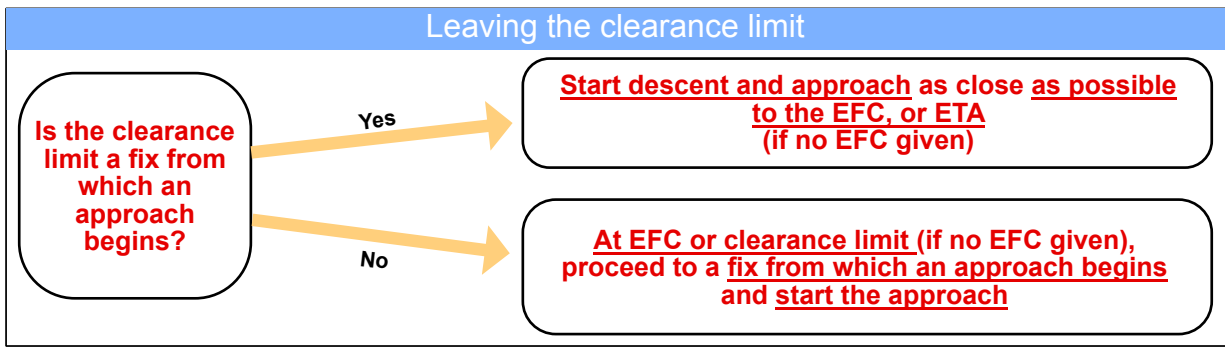 Leaving the clearance limit
Is the clearance
limit a fix from
which an
approach
begins?
Yes
Start descent and approach as close as possible
to the EFC, or ETA
(if no EFC given)
No
At EFC or clearance limit (if no EFC given),
proceed to a fix from which an approach begins
and start the approach